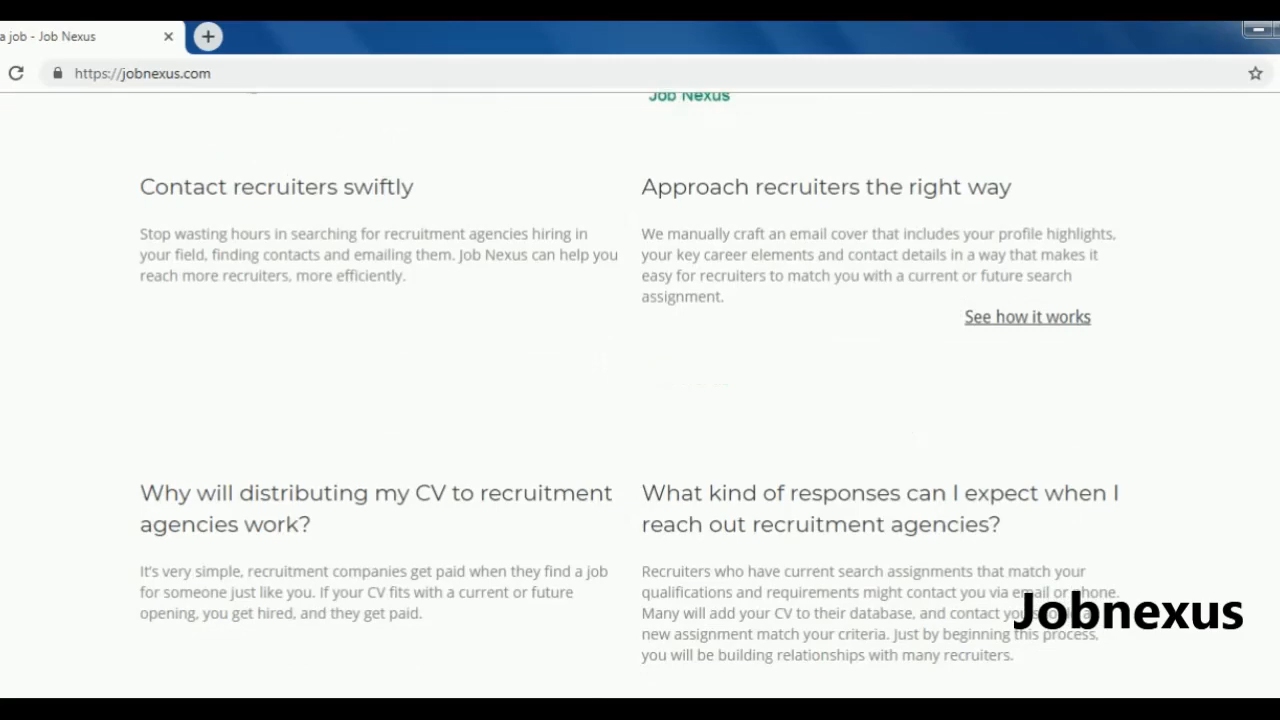 a job - Job Nexus
https://jobnexus.com
Job Nexus
Contact recruiters swiftly
Stop wasting hours in searching for recruitment agencies hiring in
your field, finding contacts and emailing them. Job Nexus can help you
reach more recruiters, more efficiently.
Approach recruiters the right way
We manually craft an email cover that includes your profile highlights,
your key career elements and contact details in a way that makes it
easy for recruiters to match you with a current or future search
assignment.
See how it works
Why will distributing my CV to recruitment
agencies work?
It's very simple, recruitment companies get paid when they find a job
for someone just like you. If your CV fits with a current or future
opening, you get hired, and they get paid.
What kind of responses can I expect when I
reach out recruitment agencies?
Recruiters who have current search assignments that match your
qualifications and requirements might contact you via email or phone.
Many will add your CV to their database, and contact
new assignment match your criteria. Just by beginning this process,
you will be building relationships with many recruiters.
Jobnexus